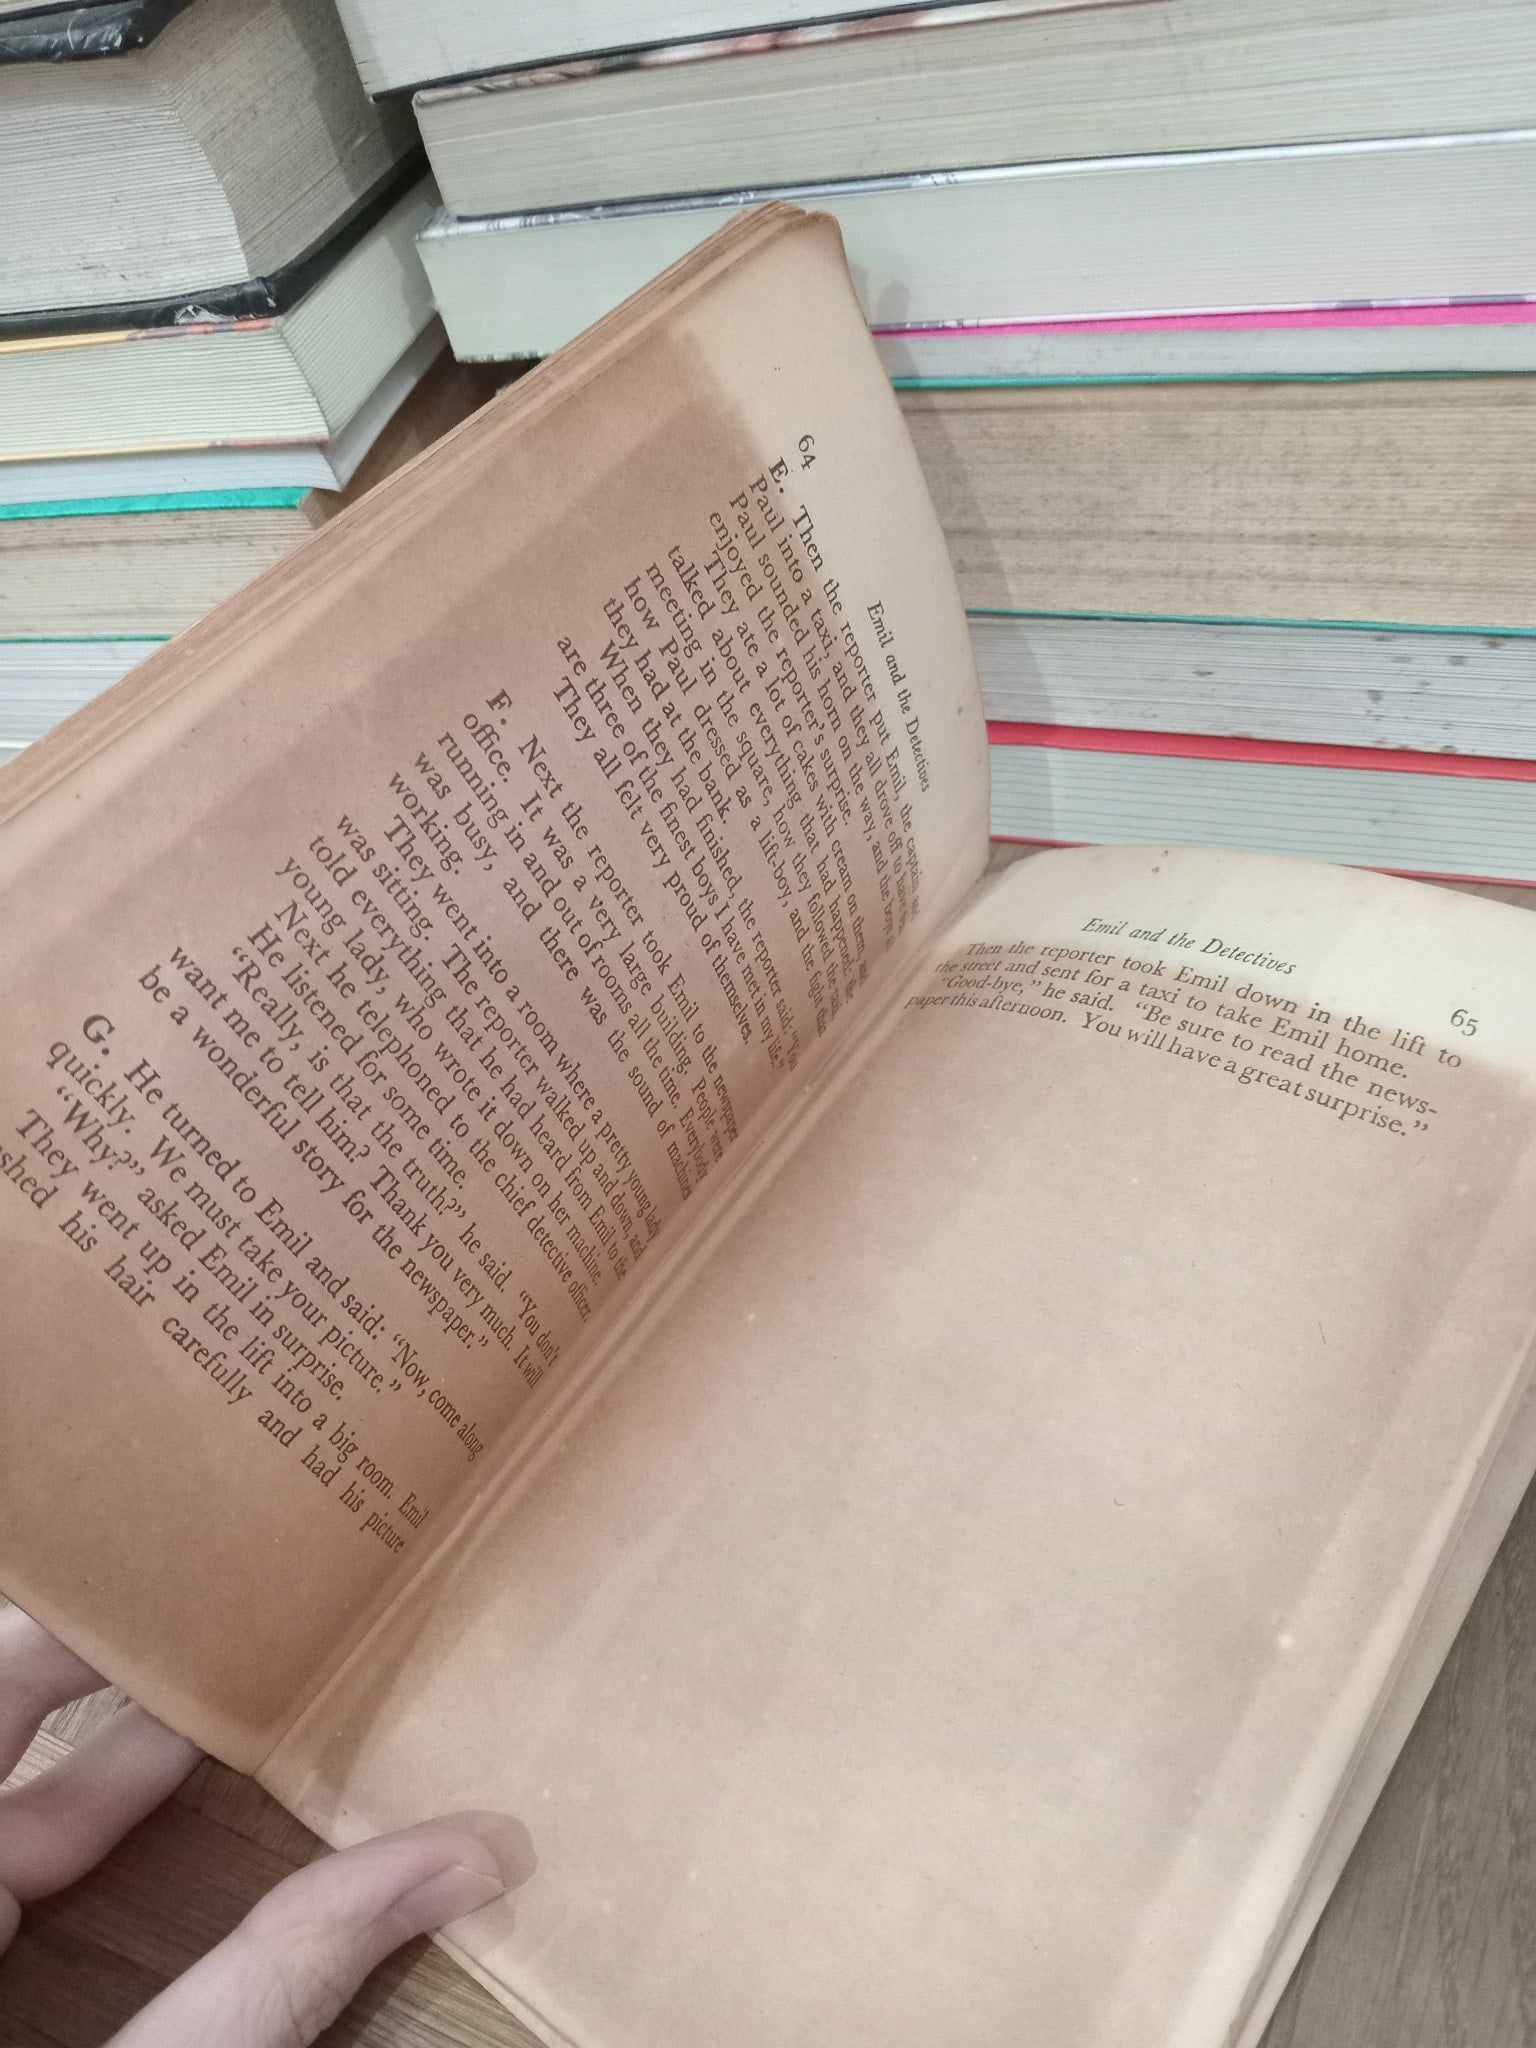 64
Emil and the Detectives
E. Then the reporter put Emil, the captain, and
Paul into a taxi, and they all drove off to have tea.
Paul sounded his horn on the way, and the boys all
enjoyed the reporter's surprise.
They ate a lot of cakes with cream on them, and
talked about everything that had happened: the
meeting in the square, how they followed the taxi,
how Paul dressed as a lift-boy, and the fight that
they had at the bank.
When they had finished, the reporter said: "You
are three of the finest boys I have met in my life."
They all felt very proud of themselves.
F. Next the reporter took Emil to the newspaper
office. It was a very large building. People were
running in and out of rooms all the time. Everybody
was busy, and there was the sound of machines
working.
They went into a room where a pretty young lady
was sitting. The reporter walked up and down, and
told everything that he had heard from Emil to the
young lady, who wrote it down on her machine.
Next he telephoned to the chief detective officer.
He listened for some time.
"Really, is that the truth?" he said. "You don't
want me to tell him? Thank you very much. It will
be a wonderful story for the newspaper."
G. He turned to Emil and said: "Now, come along
quickly. We must take your picture."
"Why?" asked Emil in surprise.
They went up in the lift into a big room. Emil
shed his hair carefully and had his picture
Emil and the Detectives
65
Then the reporter took Emil down in the lift to
the street and sent for a taxi to take Emil home.
"Good-bye," he said. "Be sure to read the news-
paper this afternoon. You will have a great surprise."